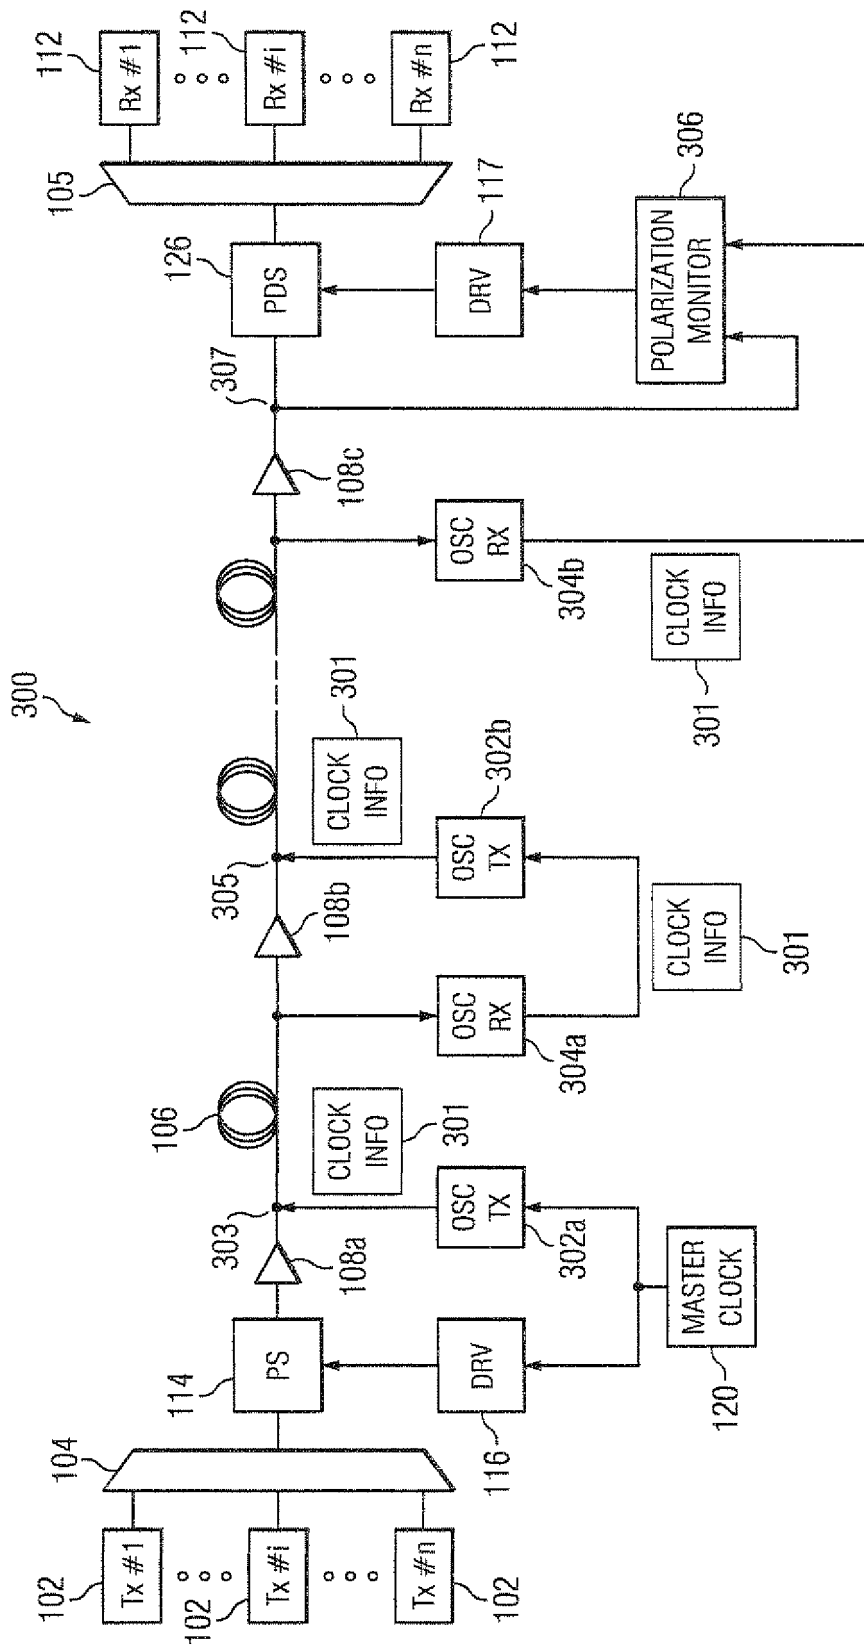 300
102
Tx #1
102
Tx #i
102
Tx #n
104
114
PS
116
DRV
120
MASTER
CLOCK
108a
303
OSC
TX
302a
CLOCK
INFO
301
106
OSC
RX
304a
CLOCK
INFO
301
108b
305
OSC
TX
302b
CLOCK
INFO
301
OSC
RX
304b
CLOCK
INFO
301
108c
307
126
PDS
DRV
117
POLARIZATION
MONITOR
306
105
112
Rx #1
112
Rx #i
Rx #n
112